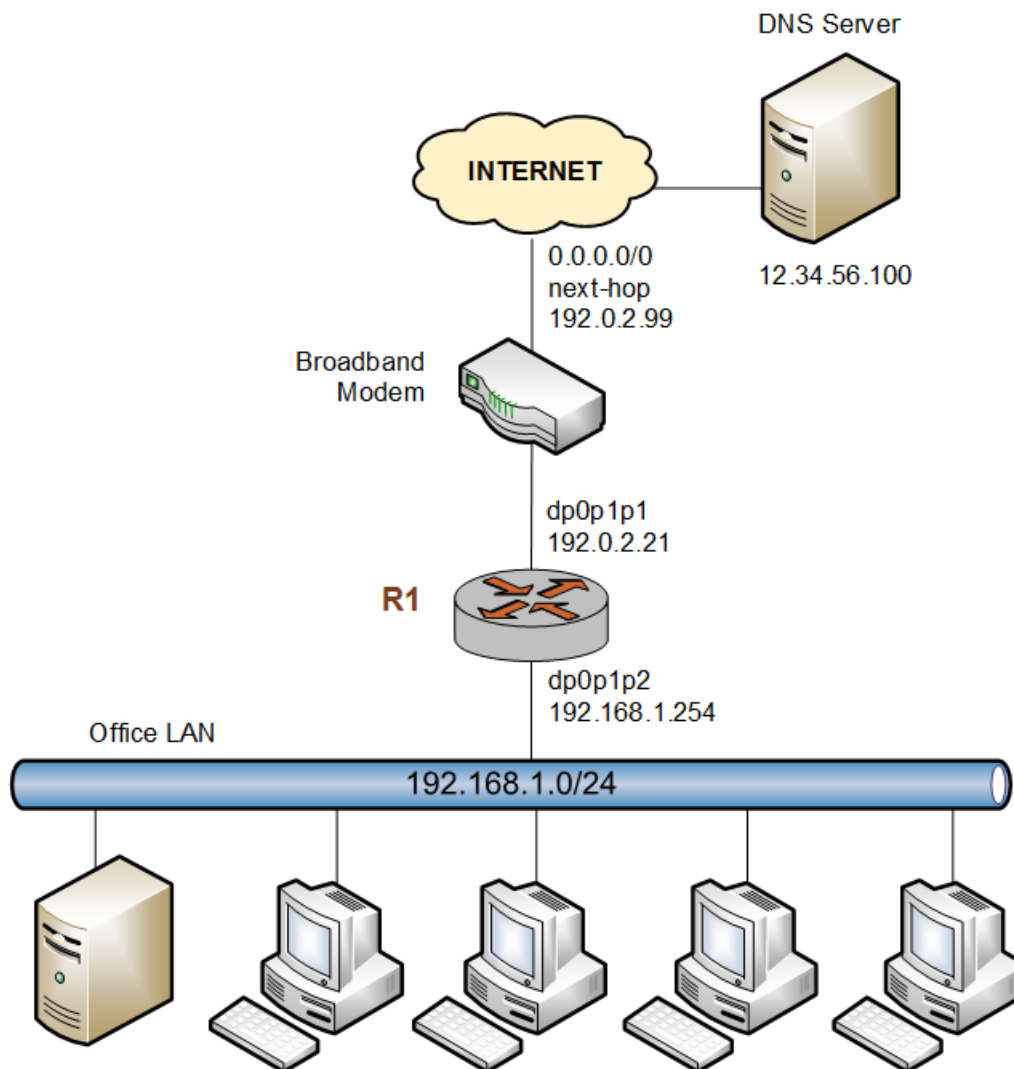 DNS Server
INTERNET
12.34.56.100
0.0.0.0/0
next-hop
192.0.2.99
Broadband
Modem
dp0p1p1
192.0.2.21
R1
dp0p1p2
192.168.1.254
Office LAN
192.168.1.0/24